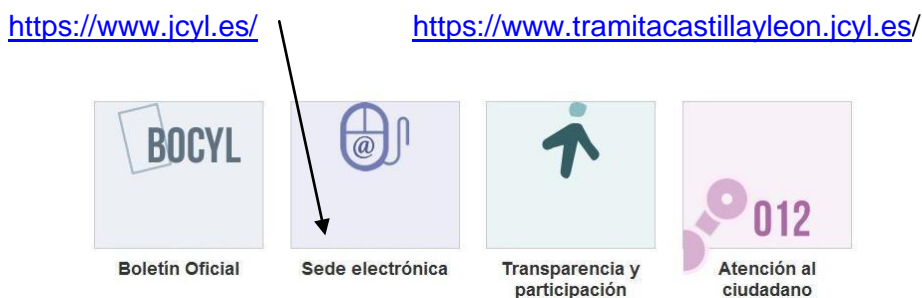 https://www.jcyl.es/ https://www.tramitacastillayleon.jcyl.es/
BOCYL
@
012
Boletín Oficial
Sede electrónica
Transparencia y
participación
Atención al
ciudadano